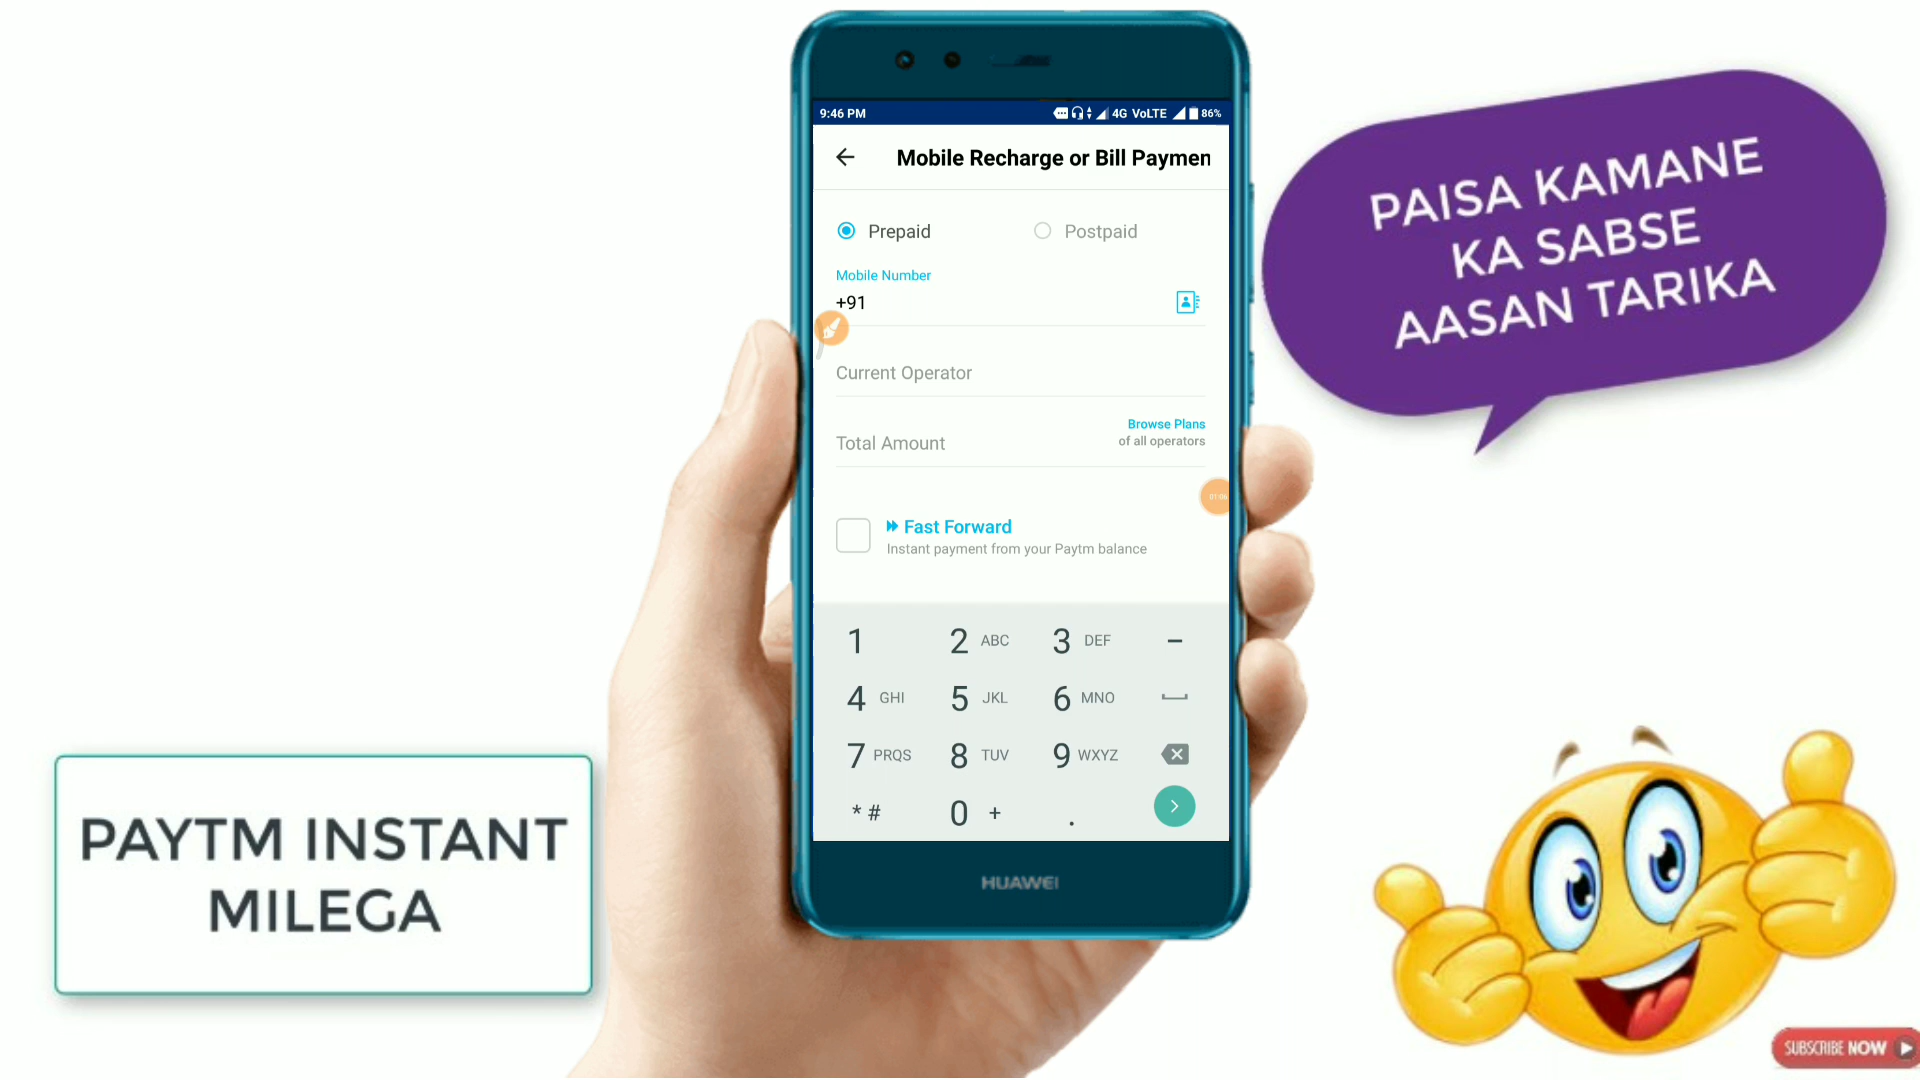 9:46 PM 4G VoLTE 86%
Mobile Recharge or Bill Paymen
Prepaid Postpaid
Mobile Number
+91
Current Operator
Browse Plans
Total Amount of all operators
01:06
Fast Forward
Instant payment from your Paytm balance
1 2 ABC 3 DEF -
4 GHI 5 JKL 6 MNO
7 PRQS 8 TUV 9 WXYZ
* # 0 + .
HUAWEI
PAISA KAMANE
KA SABSE
AASAN TARIKA
PAYTM INSTANT
MILEGA
SUBSCRIBE NOW